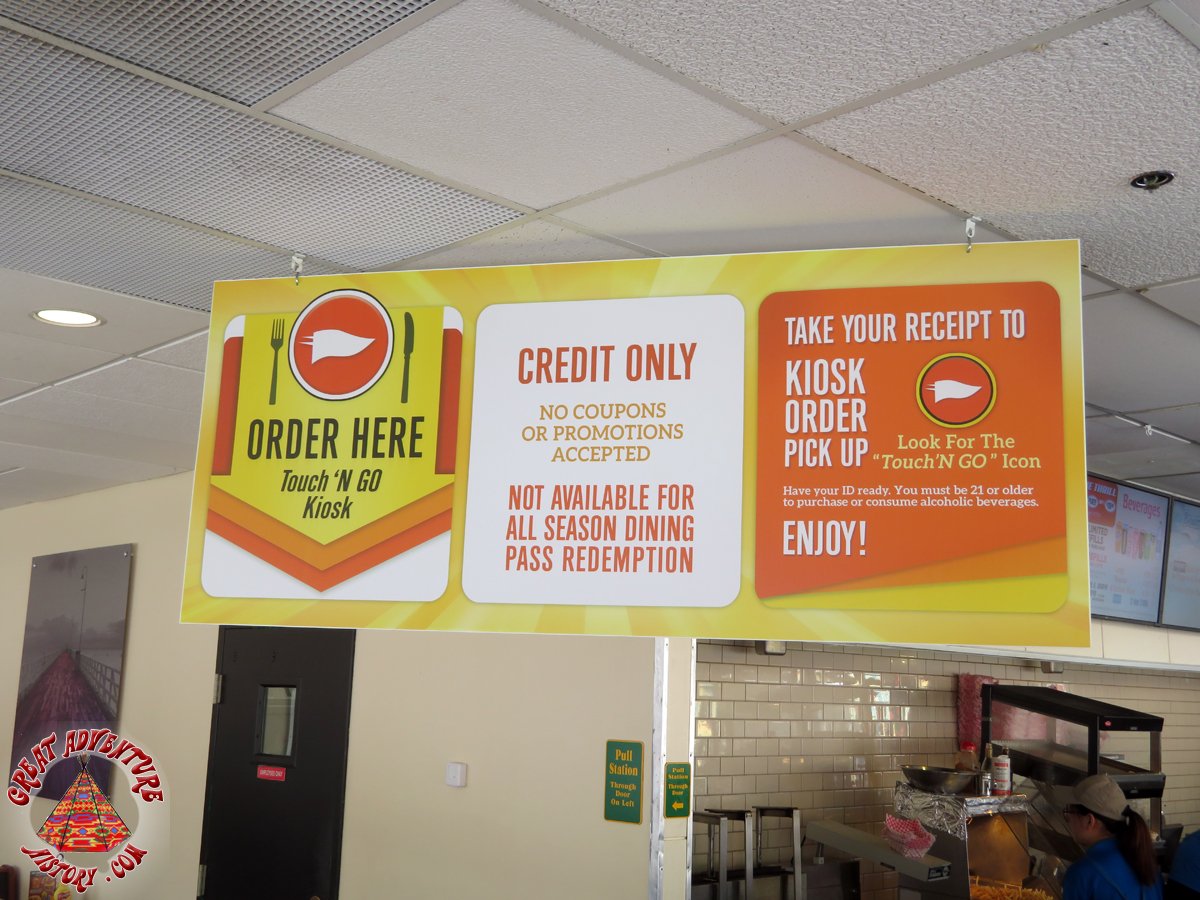 ORDER HERE
Touch 'N GO
Kiosk
CREDIT ONLY
NO COUPONS
OR PROMOTIONS
ACCEPTED
NOT AVAILABLE FOR
ALL SEASON DINING
PASS REDEMPTION
TAKE YOUR RECEIPT TO
KIOSK
ORDER
PICK UP
Look For The
"Touch'N GO" Icon
Have your ID ready. You must be 21 or older
to purchase or consume alcoholic beverages.
ENJOY!
Beverages
EMPLOYEES ONLY
Pull
Station
Through
Door
On Left
Pull
Station
Through
Door
GREAT ADVENTURE
HISTORY.COM